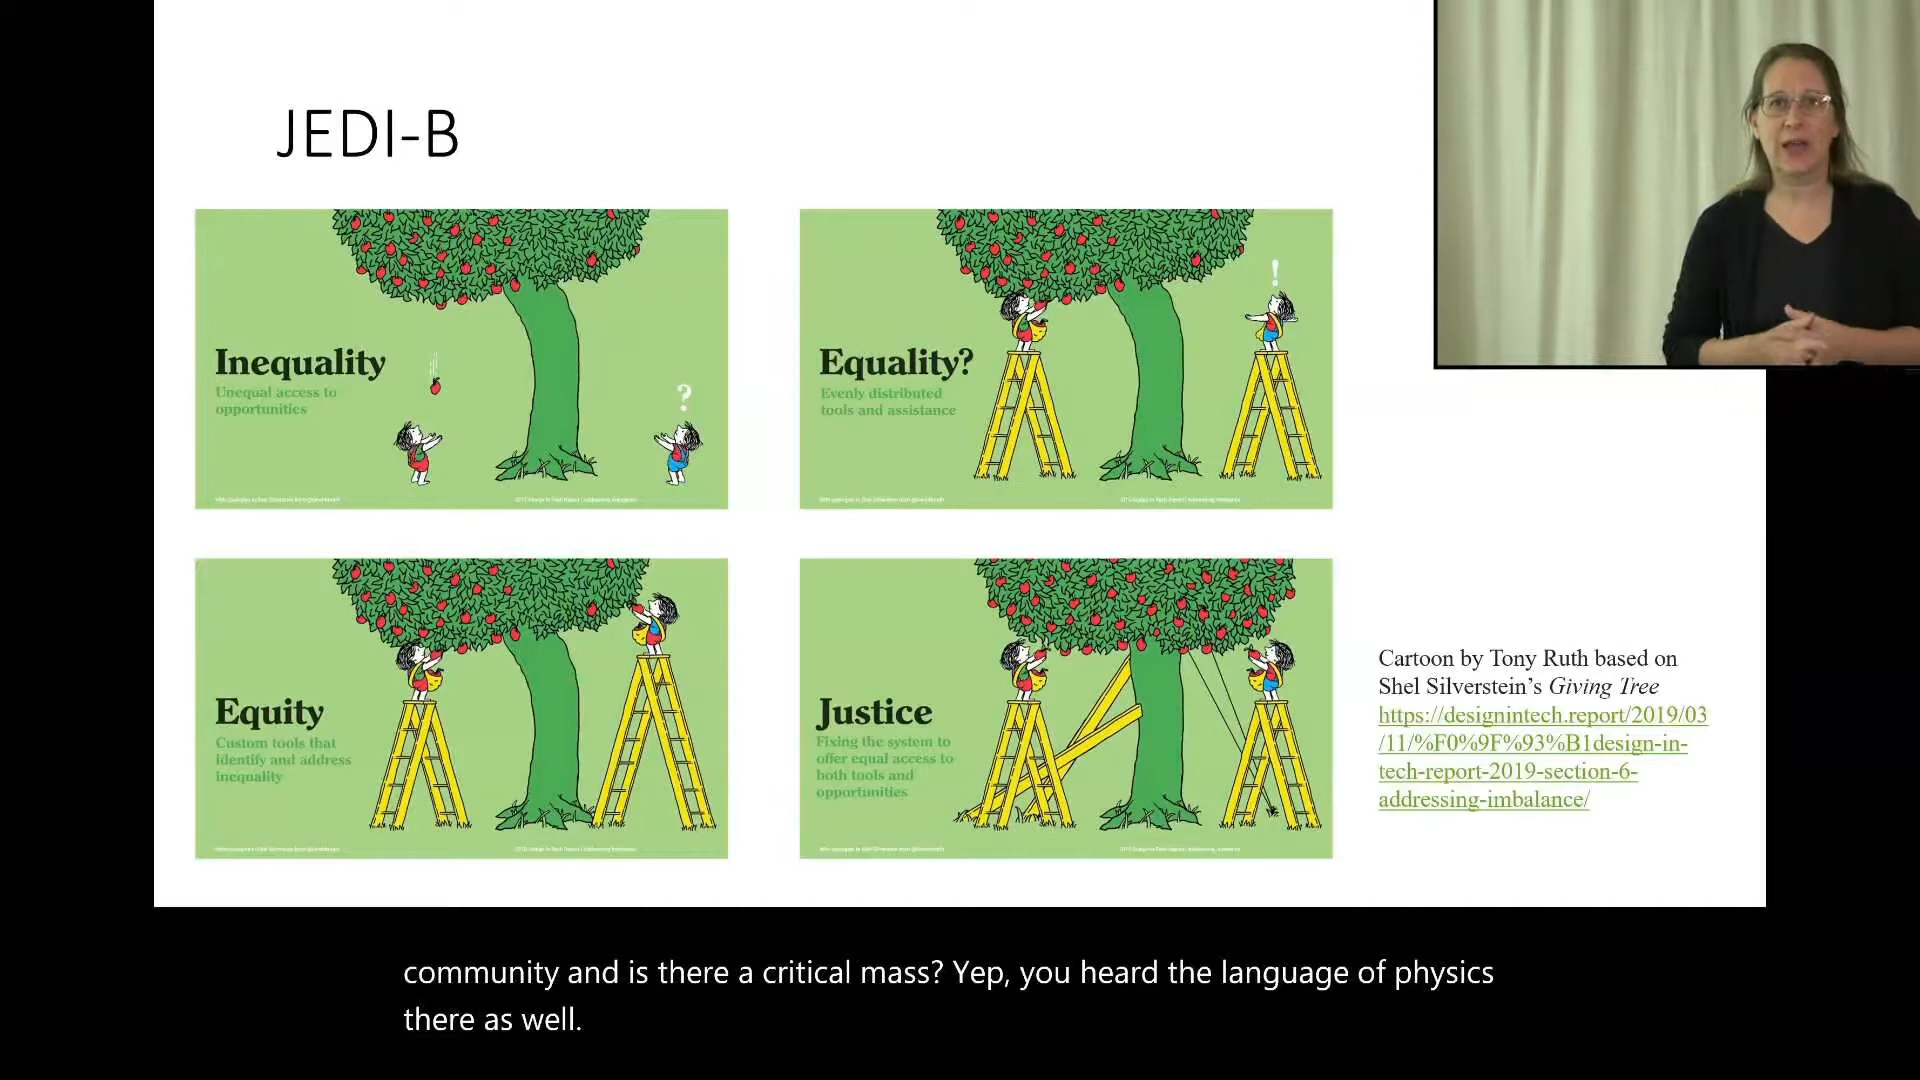 JEDI-B
Inequality
Unequal access to
opportunities
?
Equality?
Evenly distributed
tools and assistance
!
Equity
Custom tools that
identify and address
inequality
Justice
Fixing the system to
offer equal access to
both tools and
opportunities
Cartoon by Tony Ruth based on
Shel Silverstein's Giving Tree
https://designintech.report/2019/03
/11/%F0%9F%93%B1design-in-
tech-report-2019-section-6-
addressing-imbalance/
community and is there a critical mass? Yep, you heard the language of physics
there as well.